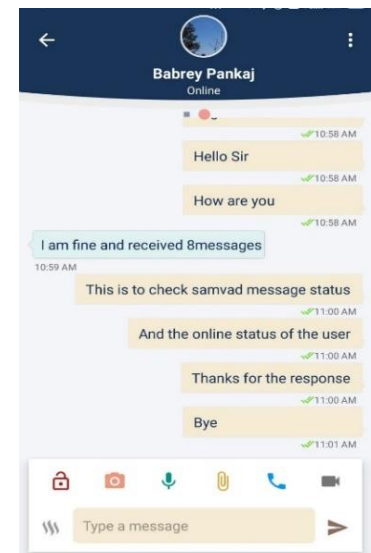 Babrey Pankaj
Online
10:58 AM
Hello Sir
10:58 AM
How are you
10:58 AM
I am fine and received 8messages
10:59 AM
This is to check samvad message status
11:00 AM
And the online status of the user
11:00 AM
Thanks for the response
11:00 AM
Bye
11:01 AM
Type a message